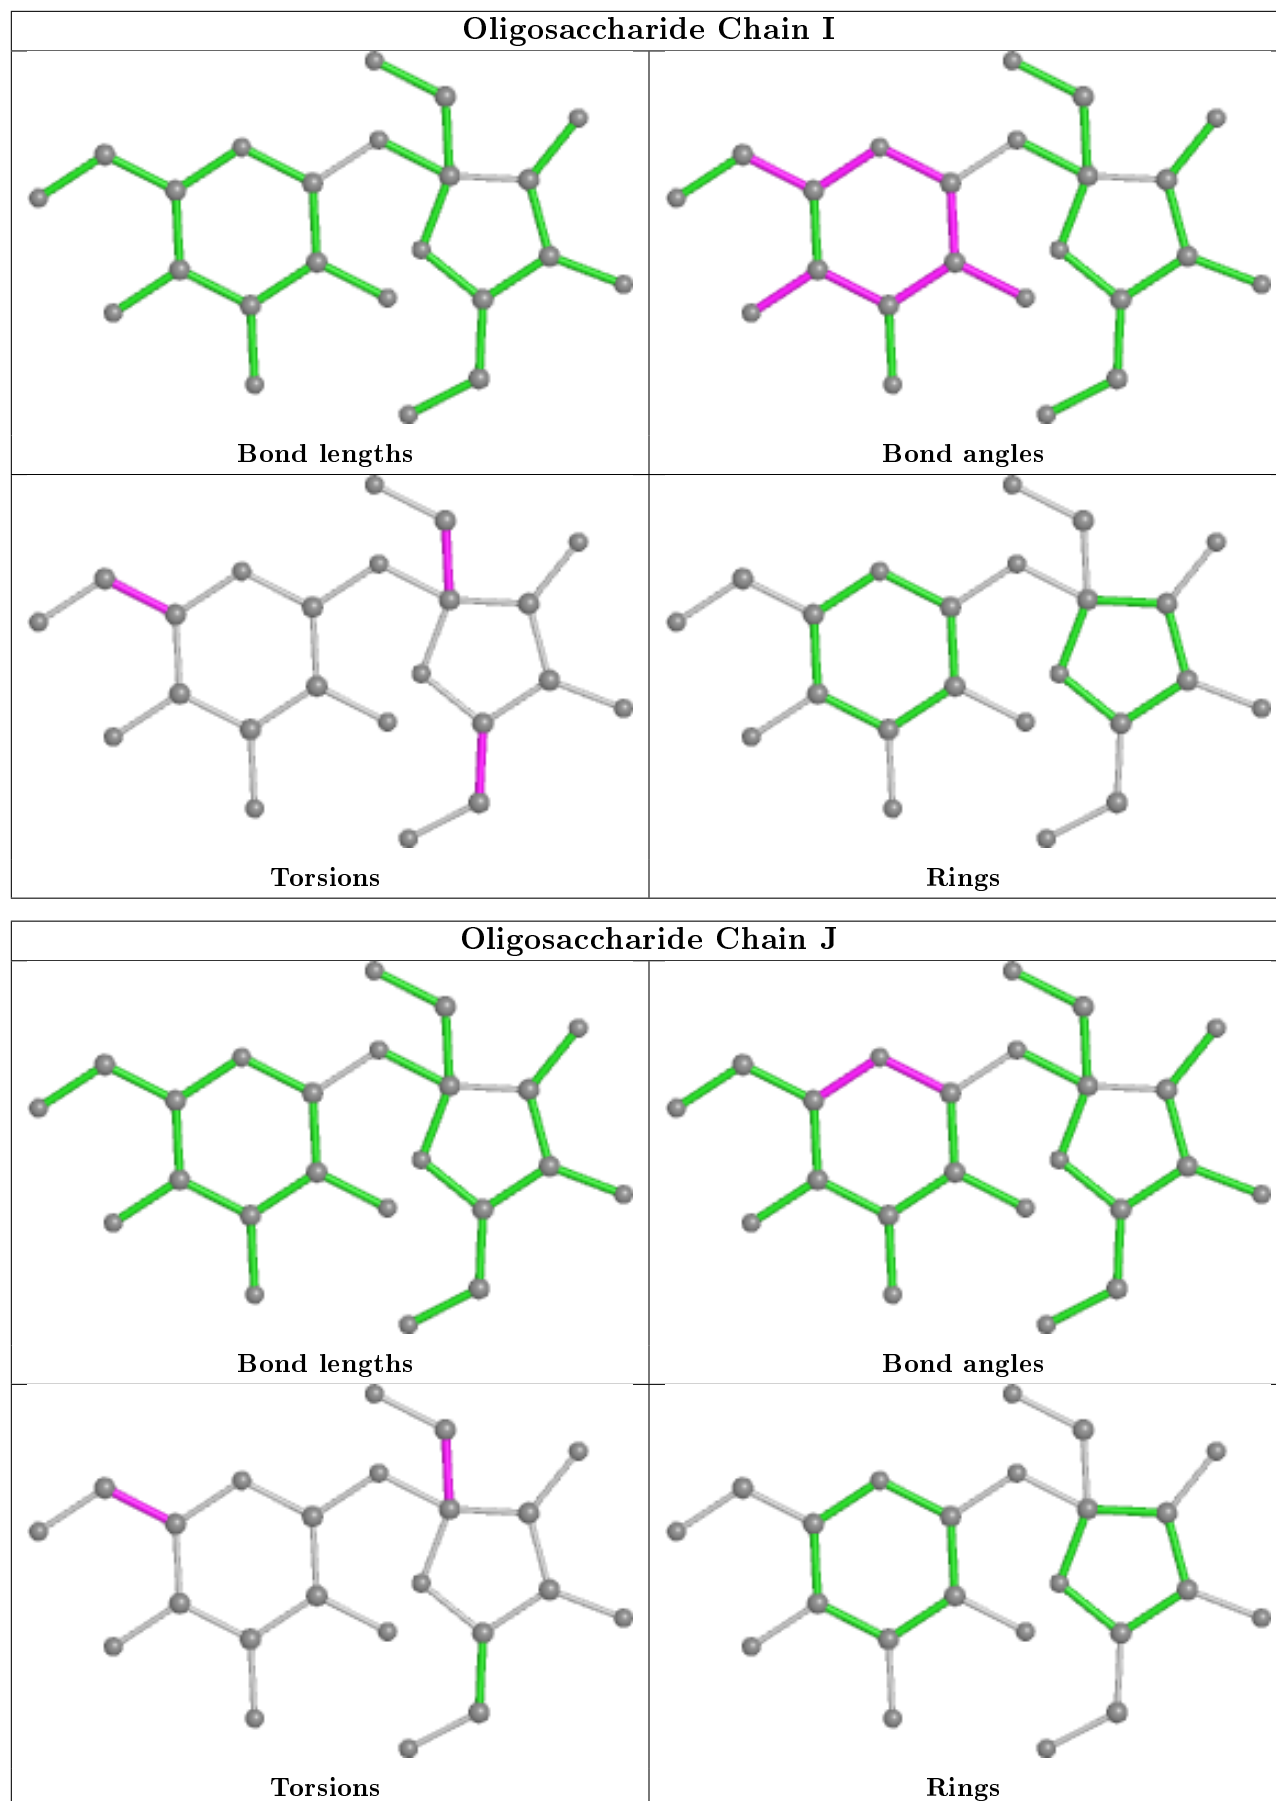 Oligosaccharide Chain I
Bond lengths
Bond angles
Torsions
Rings
Oligosaccharide Chain J
Bond lengths
Bond angles
Torsions
Rings